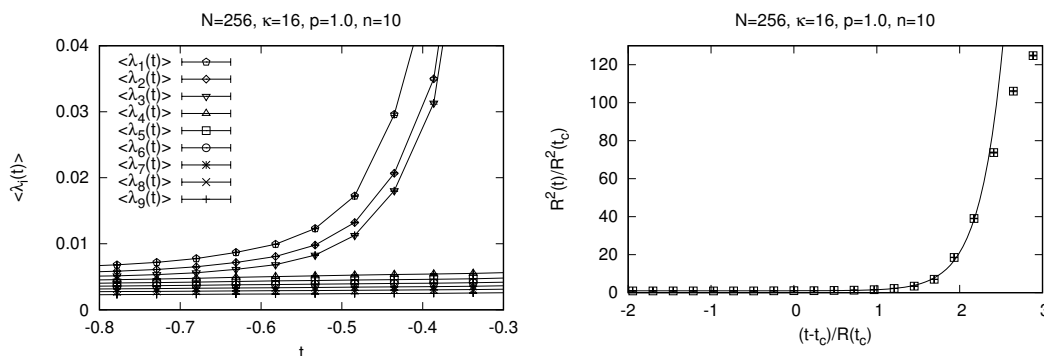 N=256, κ=16, p=1.0, n=10
0.04
0.03
0.02
0.01
0
<λi(t)>
<λ1(t)>
<λ2(t)>
<λ3(t)>
<λ4(t)>
<λ5(t)>
<λ6(t)>
<λ7(t)>
<λ8(t)>
<λ9(t)>
-0.8 -0.7 -0.6 -0.5 -0.4 -0.3
t
N=256, κ=16, p=1.0, n=10
120
100
80
60
40
20
0
R²(t)/R²(tc)
-2 -1 0 1 2 3
(t-tc)/R(tc)